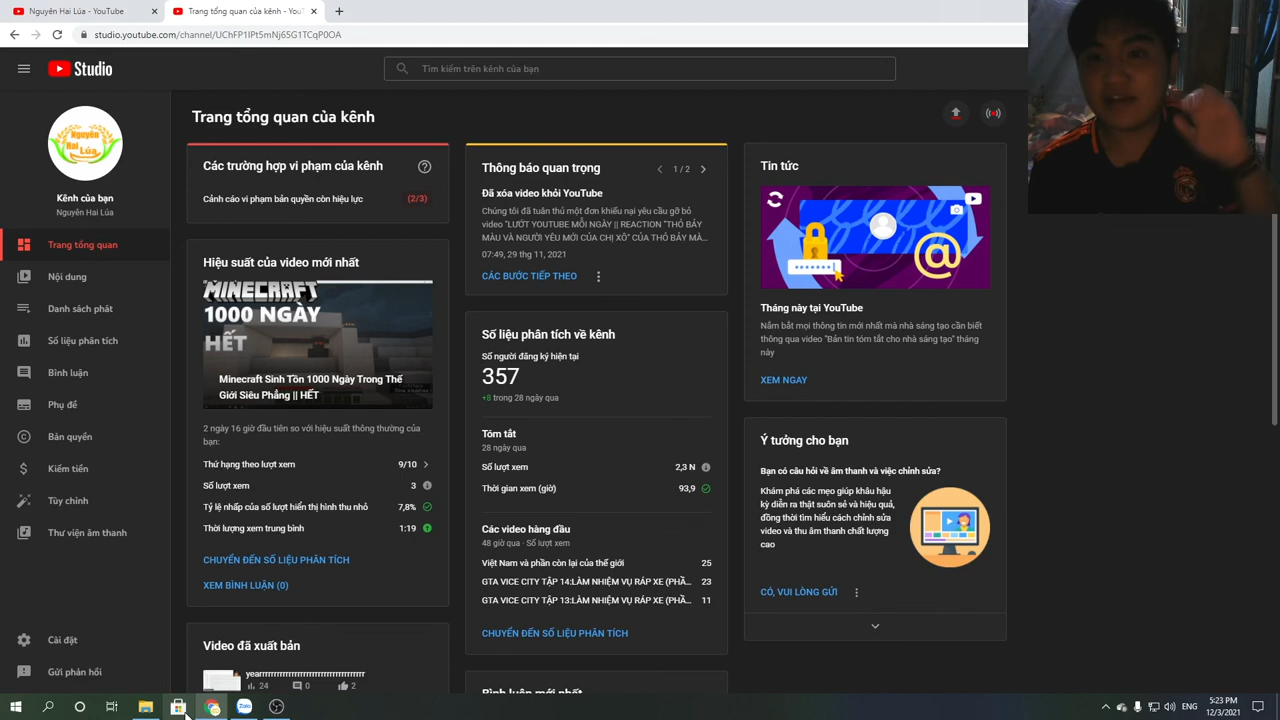 Nguyên Hai Lúa - YouTube
Trang tổng quan của kênh - YouT
studio.youtube.com/channel/UChFP1IPt5mNj65G1TCqP0OA
Studio
Tìm kiếm trên kênh của bạn
Nguyên
Hai
Lúa
Kênh của bạn
Nguyên Hai Lúa
Trang tổng quan
Nội dung
Danh sách phát
Số liệu phân tích
Bình luận
Phụ đề
Bản quyền
Kiếm tiền
Tùy chỉnh
Thư viện âm thanh
Cài đặt
Gửi phản hồi
Trang tổng quan của kênh
Các trường hợp vi phạm của kênh
Cảnh cáo vi phạm bản quyền còn hiệu lực (2/3)
Hiệu suất của video mới nhất
MINECRAFT
1000 NGÀY
HẾT
Minecraft Sinh Tồn 1000 Ngày Trong Thế
Giới Siêu Phẳng || HẾT
2 ngày 16 giờ đầu tiên so với hiệu suất thông thường của
bạn:
Thứ hạng theo lượt xem 9/10
Số lượt xem 3
Tỷ lệ nhấp của số lượt hiển thị hình thu nhỏ 7,8%
Thời lượng xem trung bình 1:19
CHUYỂN ĐẾN SỐ LIỆU PHÂN TÍCH
XEM BÌNH LUẬN (0)
Video đã xuất bản
yearrrrrrrrrrrrrrrrrrrrrrrrrrrrrr
24 0 2
Thông báo quan trọng 1 / 2
Đã xóa video khỏi YouTube
Chúng tôi đã tuân thủ một đơn khiếu nại yêu cầu gỡ bỏ
video "LƯỚT YOUTUBE MỖI NGÀY || REACTION "THỎ BẢY
MÀU VÀ NGƯỜI YÊU MỚI CỦA CHỊ XÔ" CỦA THỎ BẢY MÀ...
07:49, 29 thg 11, 2021
CÁC BƯỚC TIẾP THEO
Số liệu phân tích về kênh
Số người đăng ký hiện tại
357
+8 trong 28 ngày qua
Tóm tắt
28 ngày qua
Số lượt xem 2,3 N
Thời gian xem (giờ) 93,9
Các video hàng đầu
48 giờ qua · Số lượt xem
Việt Nam và phần còn lại của thế giới 25
GTA VICE CITY TẬP 14:LÀM NHIỆM VỤ RÁP XE (PHẦ... 23
GTA VICE CITY TẬP 13:LÀM NHIỆM VỤ RÁP XE (PHẦ... 11
CHUYỂN ĐẾN SỐ LIỆU PHÂN TÍCH
Bình luận mới nhất
Tin tức
Tháng này tại YouTube
Nắm bắt mọi thông tin mới nhất mà nhà sáng tạo cần biết
thông qua video "Bản tin tóm tắt cho nhà sáng tạo" tháng
này
XEM NGAY
Ý tưởng cho bạn
Bạn có câu hỏi về âm thanh và việc chỉnh sửa?
Khám phá các mẹo giúp khâu hậu
kỳ diễn ra thật suôn sẻ và hiệu quả,
đồng thời tìm hiểu cách chỉnh sửa
video và thu âm thanh chất lượng
cao
CÓ, VUI LÒNG GỬI
Zalo
ENG
5:23 PM
12/3/2021